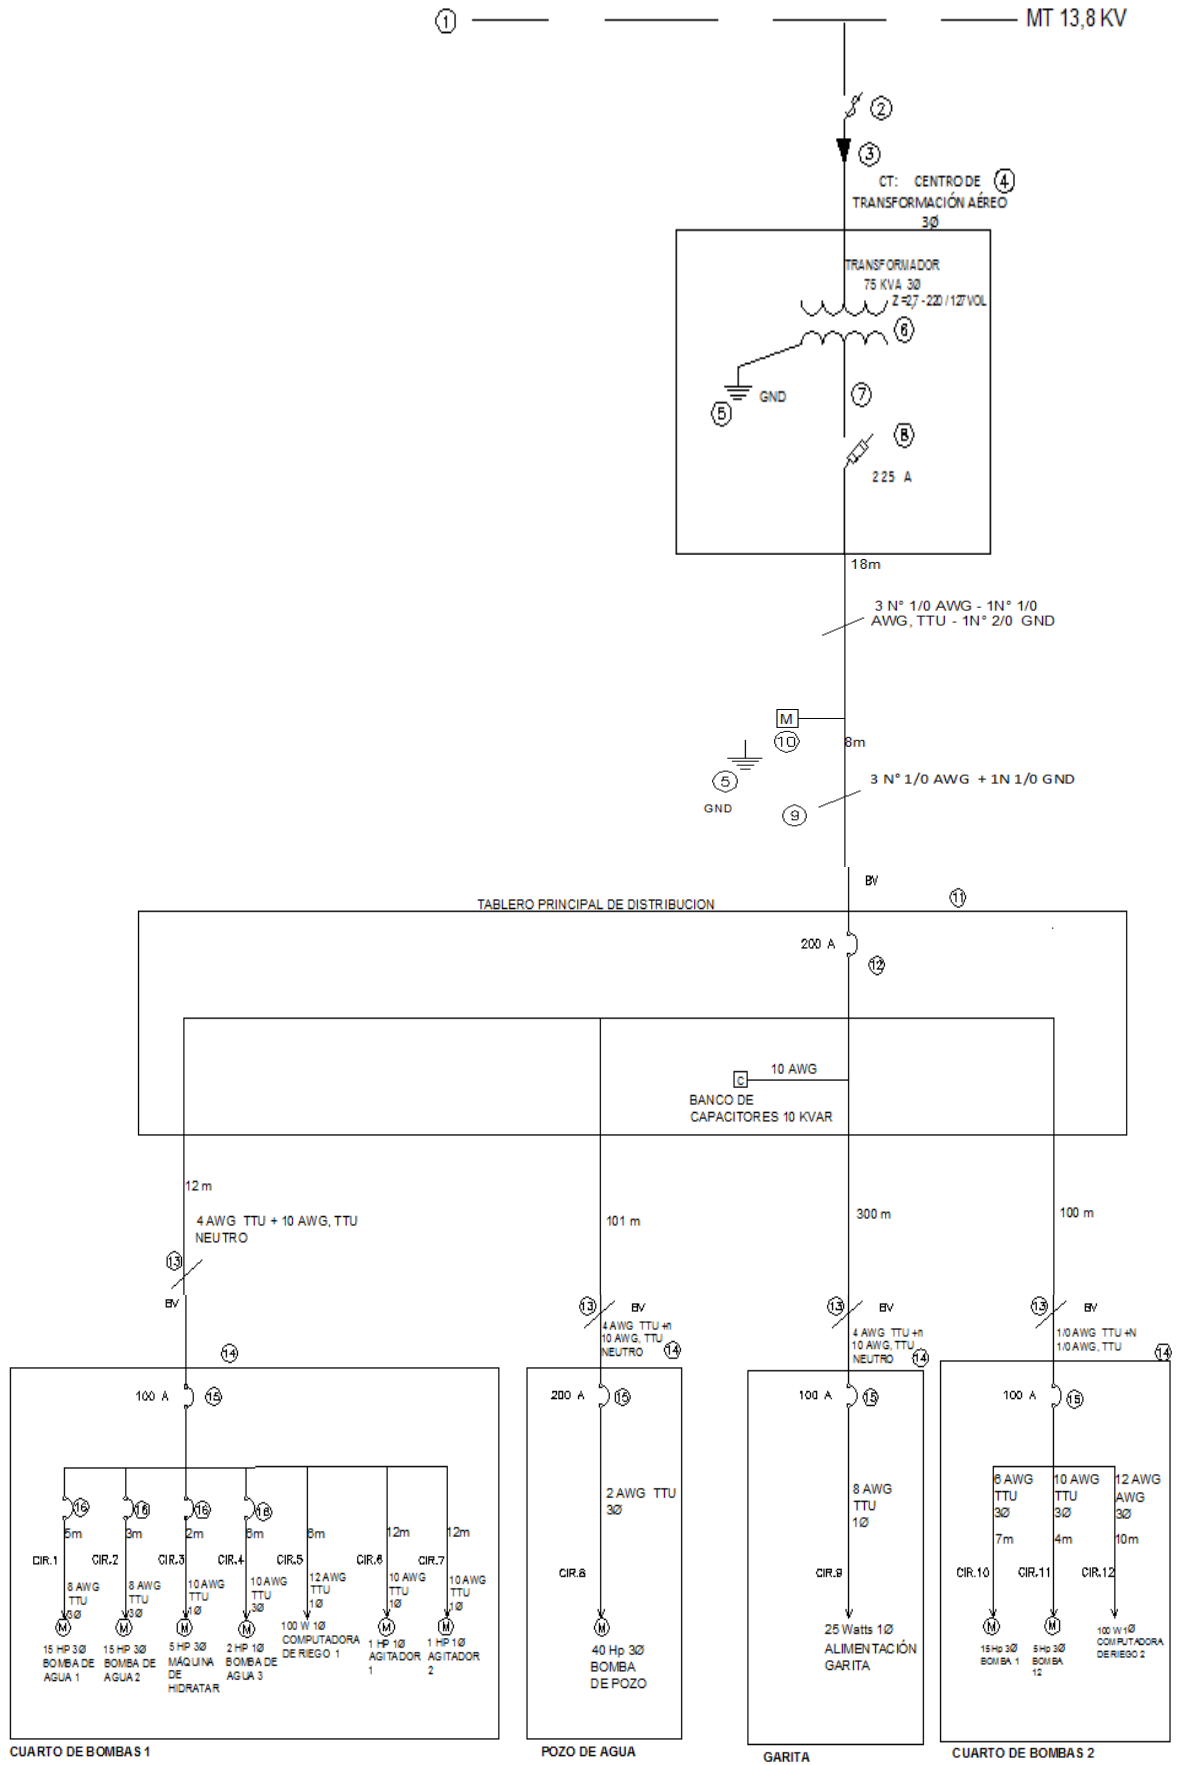 1
MT 13,8 KV
2
3
CT: CENTRO DE 4
TRANSFORMACIÓN AÉREO
3Ø
TRANSFORMADOR
75 KVA 3Ø
Z =2,7 - 220 / 127 VOL
6
5
GND
7
8
225 A
18m
3 N° 1/0 AWG - 1N° 1/0
AWG, TTU - 1N° 2/0 GND
M
10
8m
5
GND
3 N° 1/0 AWG + 1N 1/0 GND
9
BV
11
TABLERO PRINCIPAL DE DISTRIBUCION
200 A
12
10 AWG
C
BANCO DE
CAPACITORES 10 KVAR
12 m
4 AWG TTU + 10 AWG, TTU
NEUTRO
13
BV
14
101 m
13
BV
4 AWG TTU +n
10 AWG, TTU
NEUTRO
14
300 m
13
BV
4 AWG TTU +n
10 AWG, TTU
NEUTRO
14
100 m
13
BV
1/0 AWG TTU +N
1/0 AWG, TTU
14
100 A
15
16
16
16
16
5m
3m
2m
6m
6m
12m
12m
CIR.1
CIR.2
CIR.3
CIR.4
CIR.5
CIR.6
CIR.7
8 AWG
TTU
3Ø
8 AWG
TTU
3Ø
10 AWG
TTU
1Ø
10 AWG
TTU
3Ø
12 AWG
TTU
1Ø
10 AWG
TTU
1Ø
10 AWG
TTU
1Ø
M
M
M
M
M
M
15 HP 3Ø
BOMBA DE
AGUA 1
15 HP 3Ø
BOMBA DE
AGUA 2
5 HP 3Ø
MÁQUINA
DE
HIDRATAR
2 HP 1Ø
BOMBA DE
AGUA 3
100 W 1Ø
COMPUTADORA
DE RIEGO 1
1 HP 1Ø
AGITADOR
1
1 HP 1Ø
AGITADOR
2
CUARTO DE BOMBAS 1
200 A
15
2 AWG TTU
3Ø
CIR.8
M
40 Hp 3Ø
BOMBA
DE POZO
POZO DE AGUA
100 A
15
8 AWG
TTU
1Ø
CIR.9
25 Watts 1Ø
ALIMENTACIÓN
GARITA
GARITA
100 A
15
6 AWG
TTU
3Ø
7m
10 AWG
TTU
3Ø
4m
12 AWG
AWG
3Ø
10m
CIR.10
CIR.11
CIR.12
M
M
15 Hp 3Ø
BOMBA 1
5 Hp 3Ø
BOMBA
12
100 W 1Ø
COMPUTADORA
DE RIEGO 2
CUARTO DE BOMBAS 2